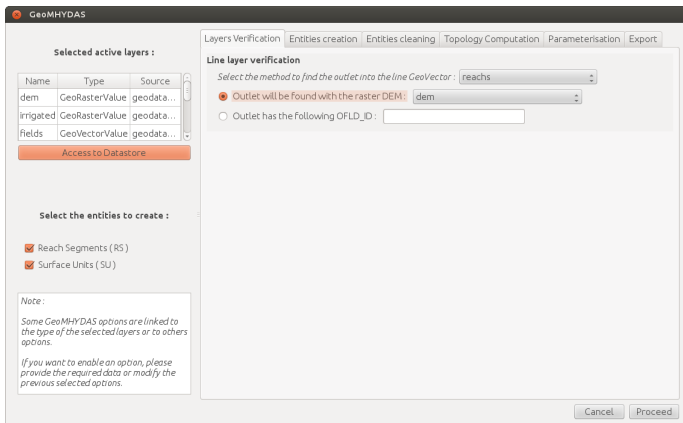 GeoMHYDAS
Selected active layers :
Name Type Source
dem GeoRasterValue geodata...
irrigated GeoRasterValue geodata...
fields GeoVectorValue geodata...
Access to Datastore
Select the entities to create :
Reach Segments ( RS )
Surface Units ( SU )
Note :
Some GeoMHYDAS options are linked to
the type of the selected layers or to others
options.
If you want to enable an option, please
provide the required data or modify the
previous selected options.
Layers Verification Entities creation Entities cleaning Topology Computation Parameterisation Export
Line layer verification
Select the method to find the outlet into the line GeoVector : reachs
Outlet will be found with the raster DEM : dem
Outlet has the following OFLD_ID :
Cancel Proceed